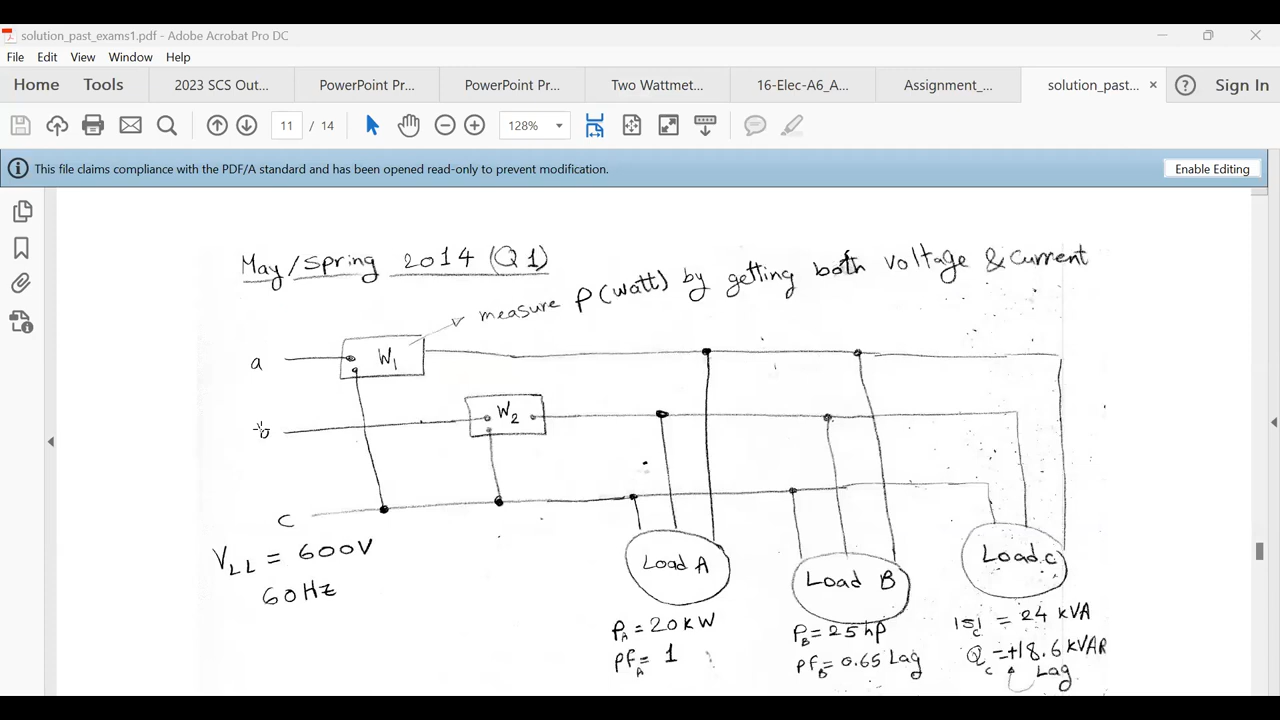 solution_past_exams1.pdf - Adobe Acrobat Pro DC
File Edit View Window Help
Home Tools 2023 SCS Out... PowerPoint Pr... PowerPoint Pr... Two Wattmet... 16-Elec-A6_A... Assignment_... solution_past... × ? Sign In
11 / 14 128%
This file claims compliance with the PDF/A standard and has been opened read-only to prevent modification. Enable Editing
May/Spring 2014 (Q1)
measure P(watt) by getting both voltage & current
a W1
b W2
C
VLL = 600V
60Hz
Load A Load B Load C
PA = 20kW
PfA = 1
PB = 25hp
PfB = 0.65 Lag
|S|C = 24 kVA
QC = +18.6 kVAR
Lag